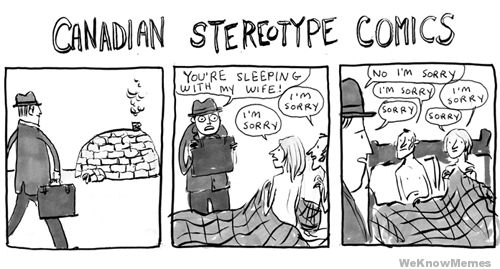 CANADIAN STEREOTYPE COMICS
YOU'RE SLEEPING
WITH MY WIFE!
I'M
SORRY
I'M
SORRY
NO I'M SORRY
I'M SORRY
SORRY
I'M
SORRY
SORRY
WeKnowMemes